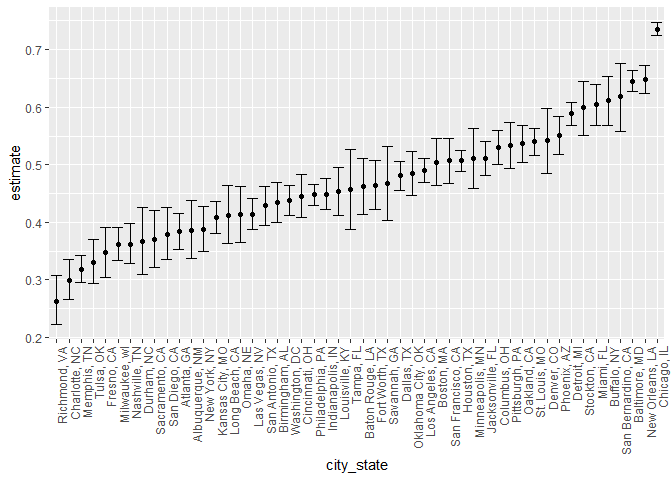 0.7
0.6
0.5
0.4
0.3
0.2
estimate
Richmond, VA
Charlotte, NC
Memphis, TN
Tulsa, OK
Fresno, CA
Milwaukee, wI
Nashville, TN
Durham, NC
Sacramento, CA
San Diego, CA
Atlanta, GA
Albuquerque, NM
New York, NY
Kansas City, MO
Long Beach, CA
Omaha, NE
Las Vegas, NV
San Antonio, TX
Birmingham, AL
Washington, DC
Cincinnati, OH
Philadelphia, PA
Indianapolis, IN
Louisville, KY
Tampa, FL
Baton Rouge, LA
Fort Worth, TX
Savannah, GA
Dallas, TX
Oklahoma City, OK
Los Angeles, CA
Boston, MA
San Francisco, CA
Houston, TX
Minneapolis, MN
Jacksonville, FL
Columbus, OH
Pittsburgh, PA
Oakland, CA
St. Louis, MO
Denver, CO
Phoenix, AZ
Detroit, MI
Stockton, CA
Miami, FL
Buffalo, NY
San Bernardino, CA
Baltimore, MD
New Orleans, LA
Chicago, IL
city_state